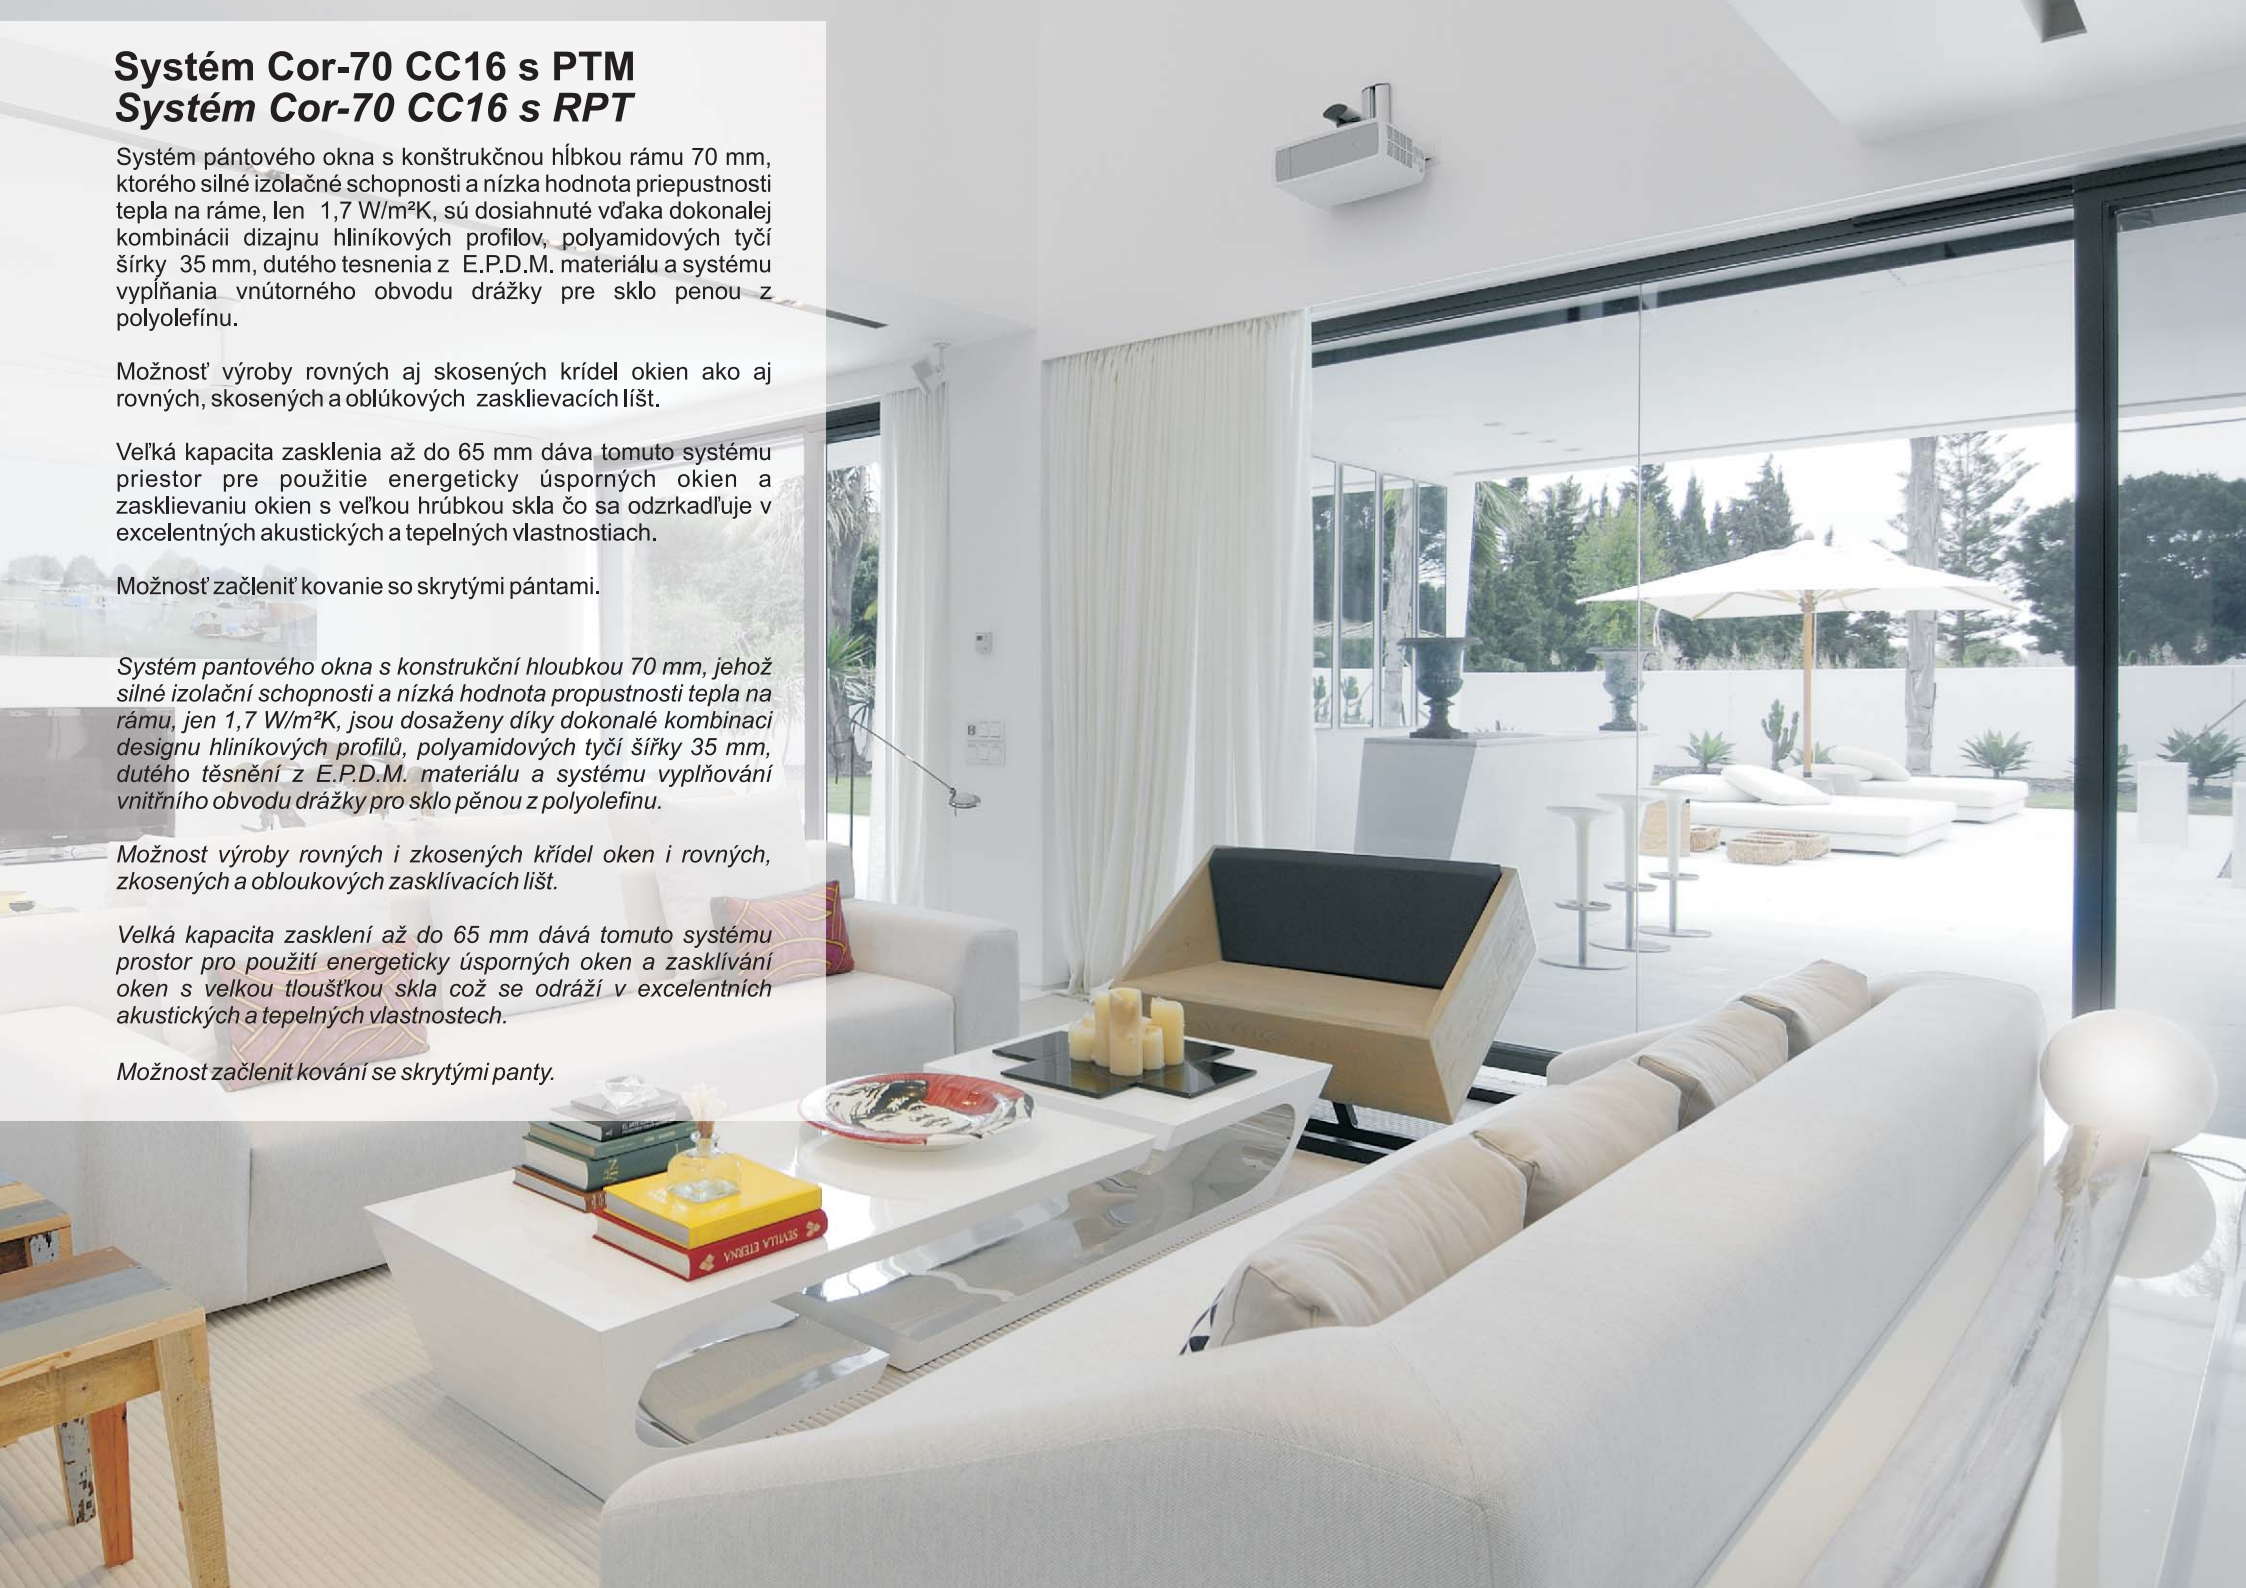 Systém Cor-70 CC16 s PTM
Systém Cor-70 CC16 s RPT
Systém pántového okna s konštrukčnou hĺbkou rámu 70 mm,
ktorého silné izolačné schopnosti a nízka hodnota priepustnosti
tepla na ráme, len 1,7 W/m²K, sú dosiahnuté vďaka dokonalej
kombinácii dizajnu hliníkových profilov, polyamidových tyčí
šírky 35 mm, dutého tesnenia z E.P.D.M. materiálu a systému
vypĺňania vnútorného obvodu drážky pre sklo penou z
polyolefínu.
Možnosť výroby rovných aj skosených krídel okien ako aj
rovných, skosených a oblúkových zasklievacích líšt.
Veľká kapacita zasklenia až do 65 mm dáva tomuto systému
priestor pre použitie energeticky úsporných okien a
zasklievaniu okien s veľkou hrúbkou skla čo sa odzrkadľuje v
excelentných akustických a tepelných vlastnostiach.
Možnosť začleniť kovanie so skrytými pántami.
Systém pantového okna s konstrukční hloubkou 70 mm, jehož
silné izolační schopnosti a nízká hodnota propustnosti tepla na
rámu, jen 1,7 W/m²K, jsou dosaženy díky dokonalé kombinaci
designu hliníkových profilů, polyamidových tyčí šířky 35 mm,
dutého těsnění z E.P.D.M. materiálu a systému vyplňování
vnitřního obvodu drážky pro sklo pěnou z polyolefinu.
Možnost výroby rovných i zkosených křídel oken i rovných,
zkosených a obloukových zasklívacích lišt.
Velká kapacita zasklení až do 65 mm dává tomuto systému
prostor pro použití energeticky úsporných oken a zasklívání
oken s velkou tloušťkou skla což se odráží v excelentních
akustických a tepelných vlastnostech.
Možnost začlenit kování se skrytými panty.
SEVILLA ETERNA